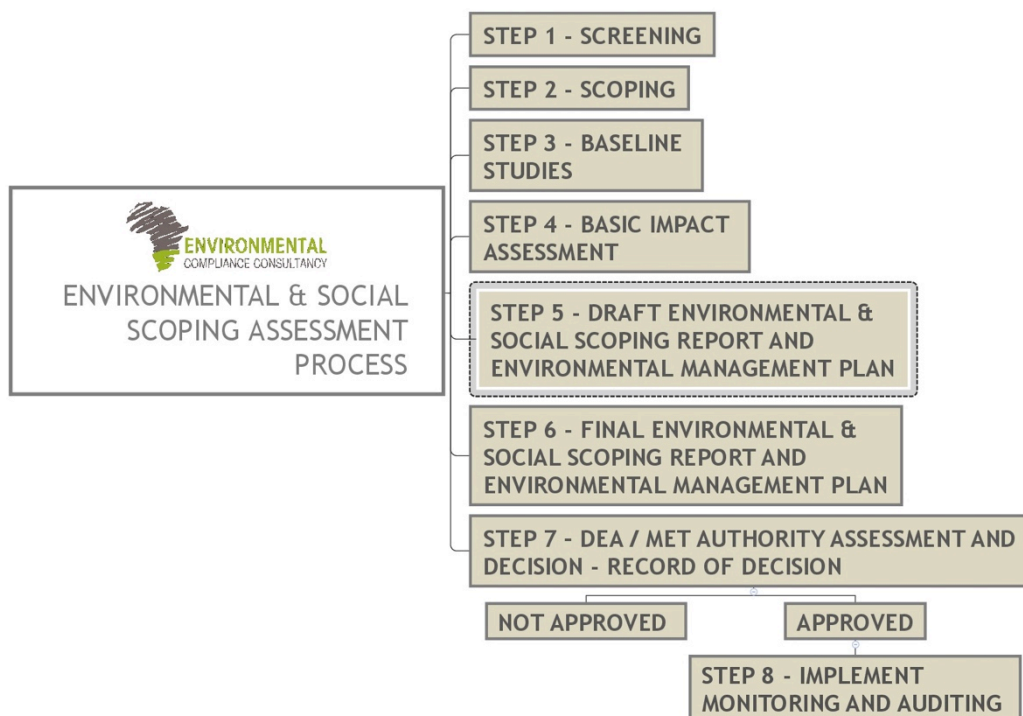 ENVIRONMENTAL
COMPLIANCE CONSULTANCY
ENVIRONMENTAL & SOCIAL
SCOPING ASSESSMENT
PROCESS
STEP 1 - SCREENING
STEP 2 - SCOPING
STEP 3 - BASELINE
STUDIES
STEP 4 - BASIC IMPACT
ASSESSMENT
STEP 5 - DRAFT ENVIRONMENTAL &
SOCIAL SCOPING REPORT AND
ENVIRONMENTAL MANAGEMENT PLAN
STEP 6 - FINAL ENVIRONMENTAL &
SOCIAL SCOPING REPORT AND
ENVIRONMENTAL MANAGEMENT PLAN
STEP 7 - DEA / MET AUTHORITY ASSESSMENT AND
DECISION - RECORD OF DECISION
NOT APPROVED
APPROVED
STEP 8 - IMPLEMENT
MONITORING AND AUDITING